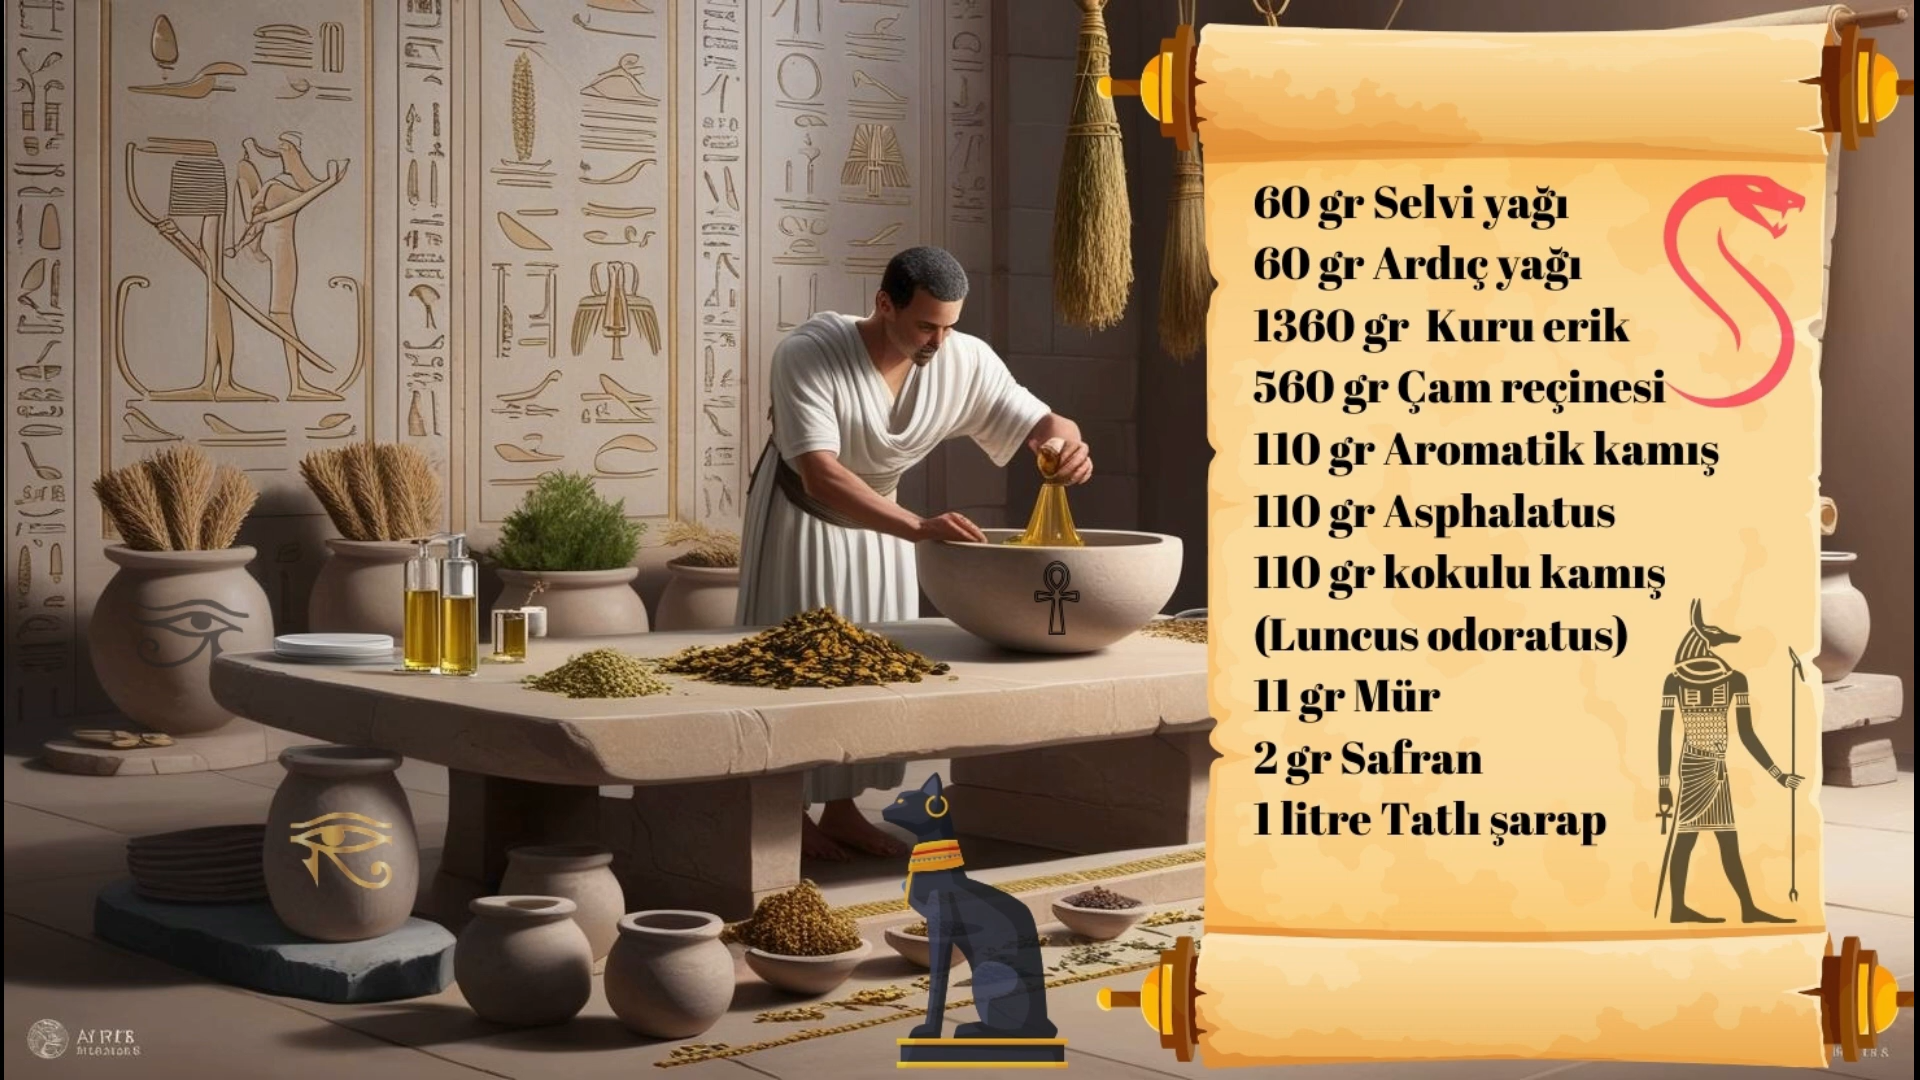 60 gr Selvi yağı
60 gr Ardıç yağı
1360 gr Kuru erik
560 gr Çam reçinesi
110 gr Aromatik kamış
110 gr Asphalatus
110 gr kokulu kamış
(Luncus odoratus)
11 gr Mür
2 gr Safran
1 litre Tatlı şarap